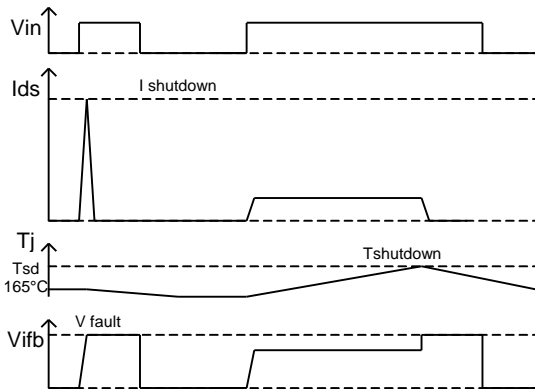 Vin
Ids
I shutdown
Tj
Tshutdown
Tsd
165°C
V fault
Vifb